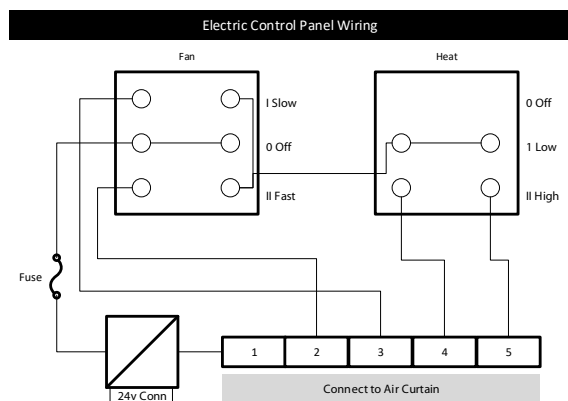 Electric Control Panel Wiring
Fan
Heat
I Slow
0 Off
II Fast
0 Off
1 Low
II High
Fuse
1 2 3 4 5
24v Conn
Connect to Air Curtain